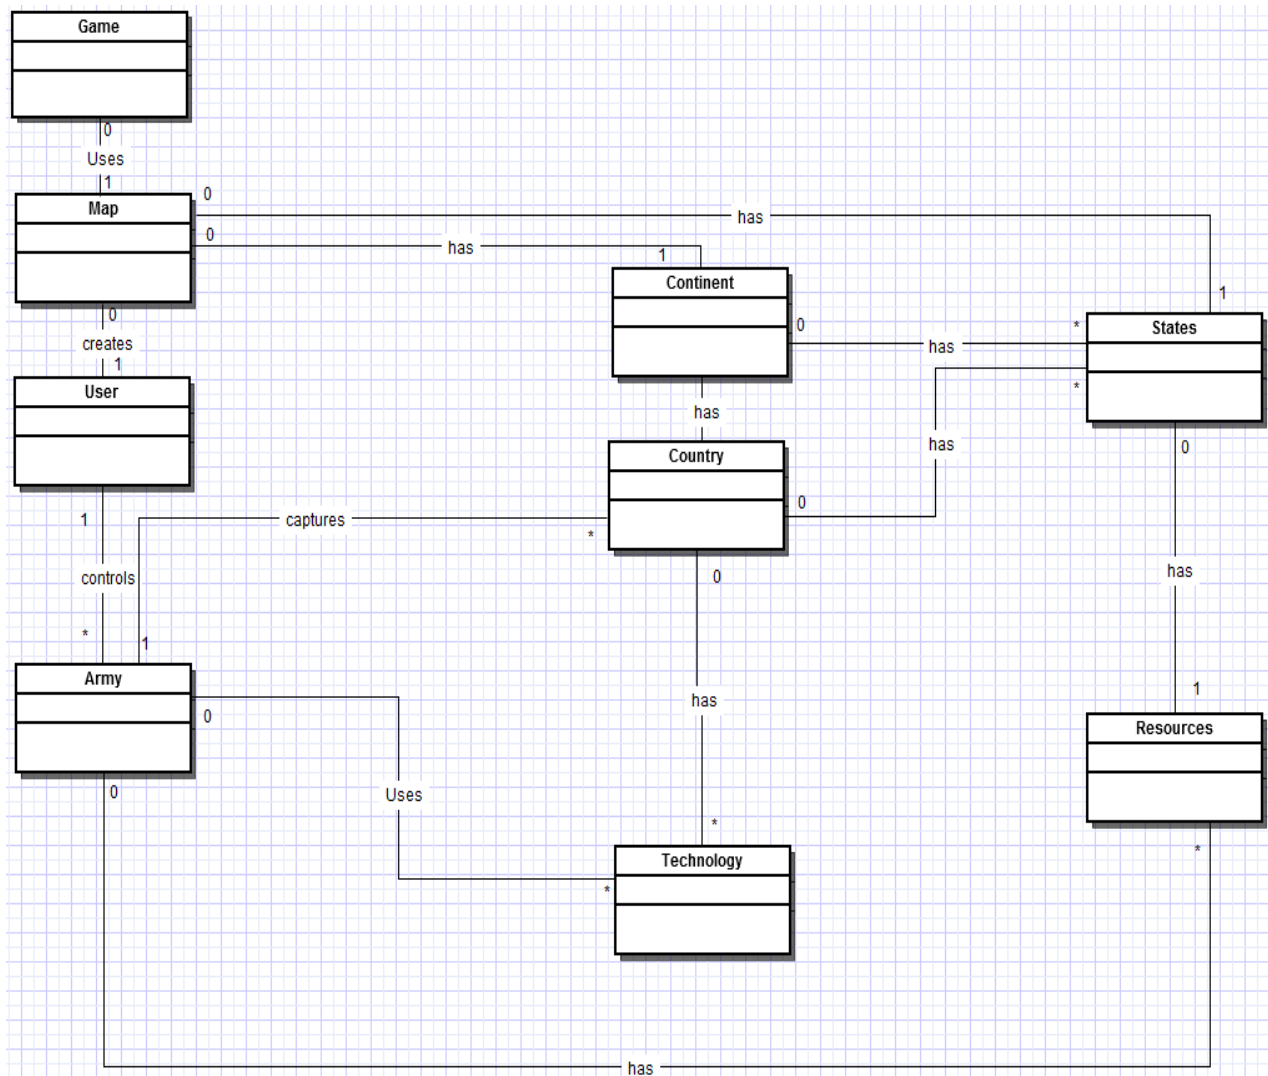 Game
0
Uses
1
Map
0
has
0
has
1
Continent
1
States
0
creates
1
User
0
has
*
has
Country
*
has
0
0
has
1
captures
*
controls
0
*
1
Army
0
has
1
Resources
0
Uses
has
*
Technology
*
*
0
has